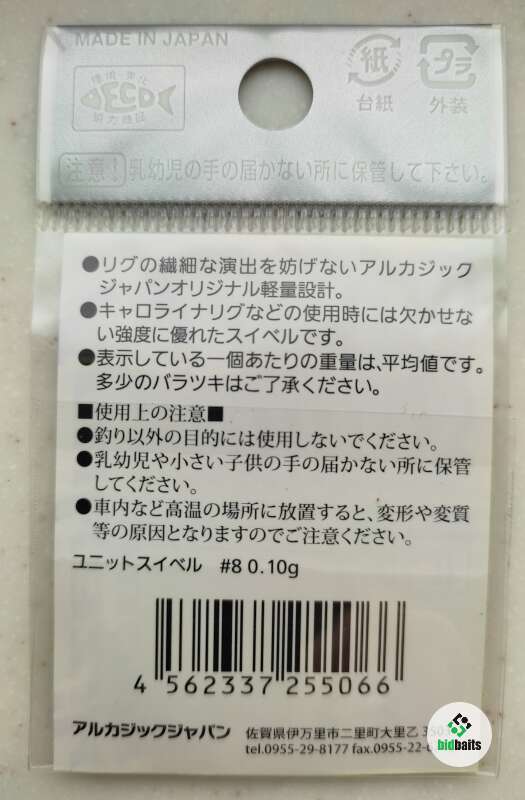 MADE IN JAPAN
環境・事化
DECO
協力商品
紙
台紙
プラ
外装
注意! 乳幼児の手の届かない所に保管して下さい。
●リグの繊細な演出を妨げないアルカジック
ジャパンオリジナル軽量設計。
●キャロライナリグなどの使用時には欠かせな
い強度に優れたスイベルです。
●表示している一個あたりの重量は、平均値です。
多少のバラツキはご了承ください。
■使用上の注意■
●釣り以外の目的には使用しないでください。
●乳幼児や小さい子供の手の届かない所に保管
してください。
●車内など高温の場所に放置すると、変形や変質
等の原因となりますのでご注意ください。
ユニットスイベル #8 0.10g
4 562337 255066
アルカジックジャパン 佐賀県伊万里市二里町大里乙
tel.0955-29-8177 fax.0955-22-
bidbaits